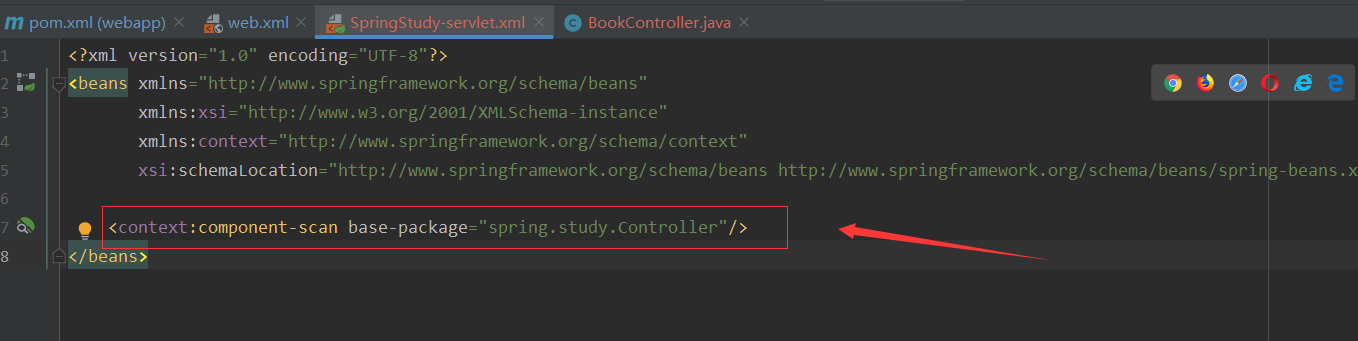 pom.xml (webapp) web.xml SpringStudy-servlet.xml BookController.java
1 <?xml version="1.0" encoding="UTF-8"?>
2 <beans xmlns="http://www.springframework.org/schema/beans"
3 xmlns:xsi="http://www.w3.org/2001/XMLSchema-instance"
4 xmlns:context="http://www.springframework.org/schema/context"
5 xsi:schemaLocation="http://www.springframework.org/schema/beans http://www.springframework.org/schema/beans/spring-beans.x
6
7 <context:component-scan base-package="spring.study.Controller"/>
8 </beans>